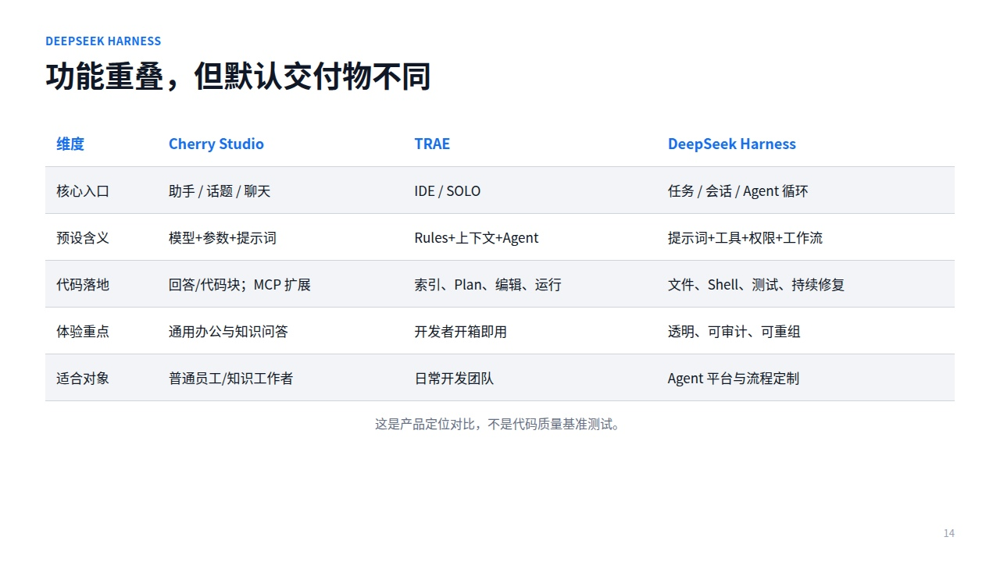 DEEPSEEK HARNESS
功能重叠，但默认交付物不同
维度 Cherry Studio TRAE DeepSeek Harness
核心入口 助手 / 话题 / 聊天 IDE / SOLO 任务 / 会话 / Agent 循环
预设含义 模型+参数+提示词 Rules+上下文+Agent 提示词+工具+权限+工作流
代码落地 回答/代码块；MCP 扩展 索引、Plan、编辑、运行 文件、Shell、测试、持续修复
体验重点 通用办公与知识问答 开发者开箱即用 透明、可审计、可重组
适合对象 普通员工/知识工作者 日常开发团队 Agent 平台与流程定制
这是产品定位对比，不是代码质量基准测试。
14